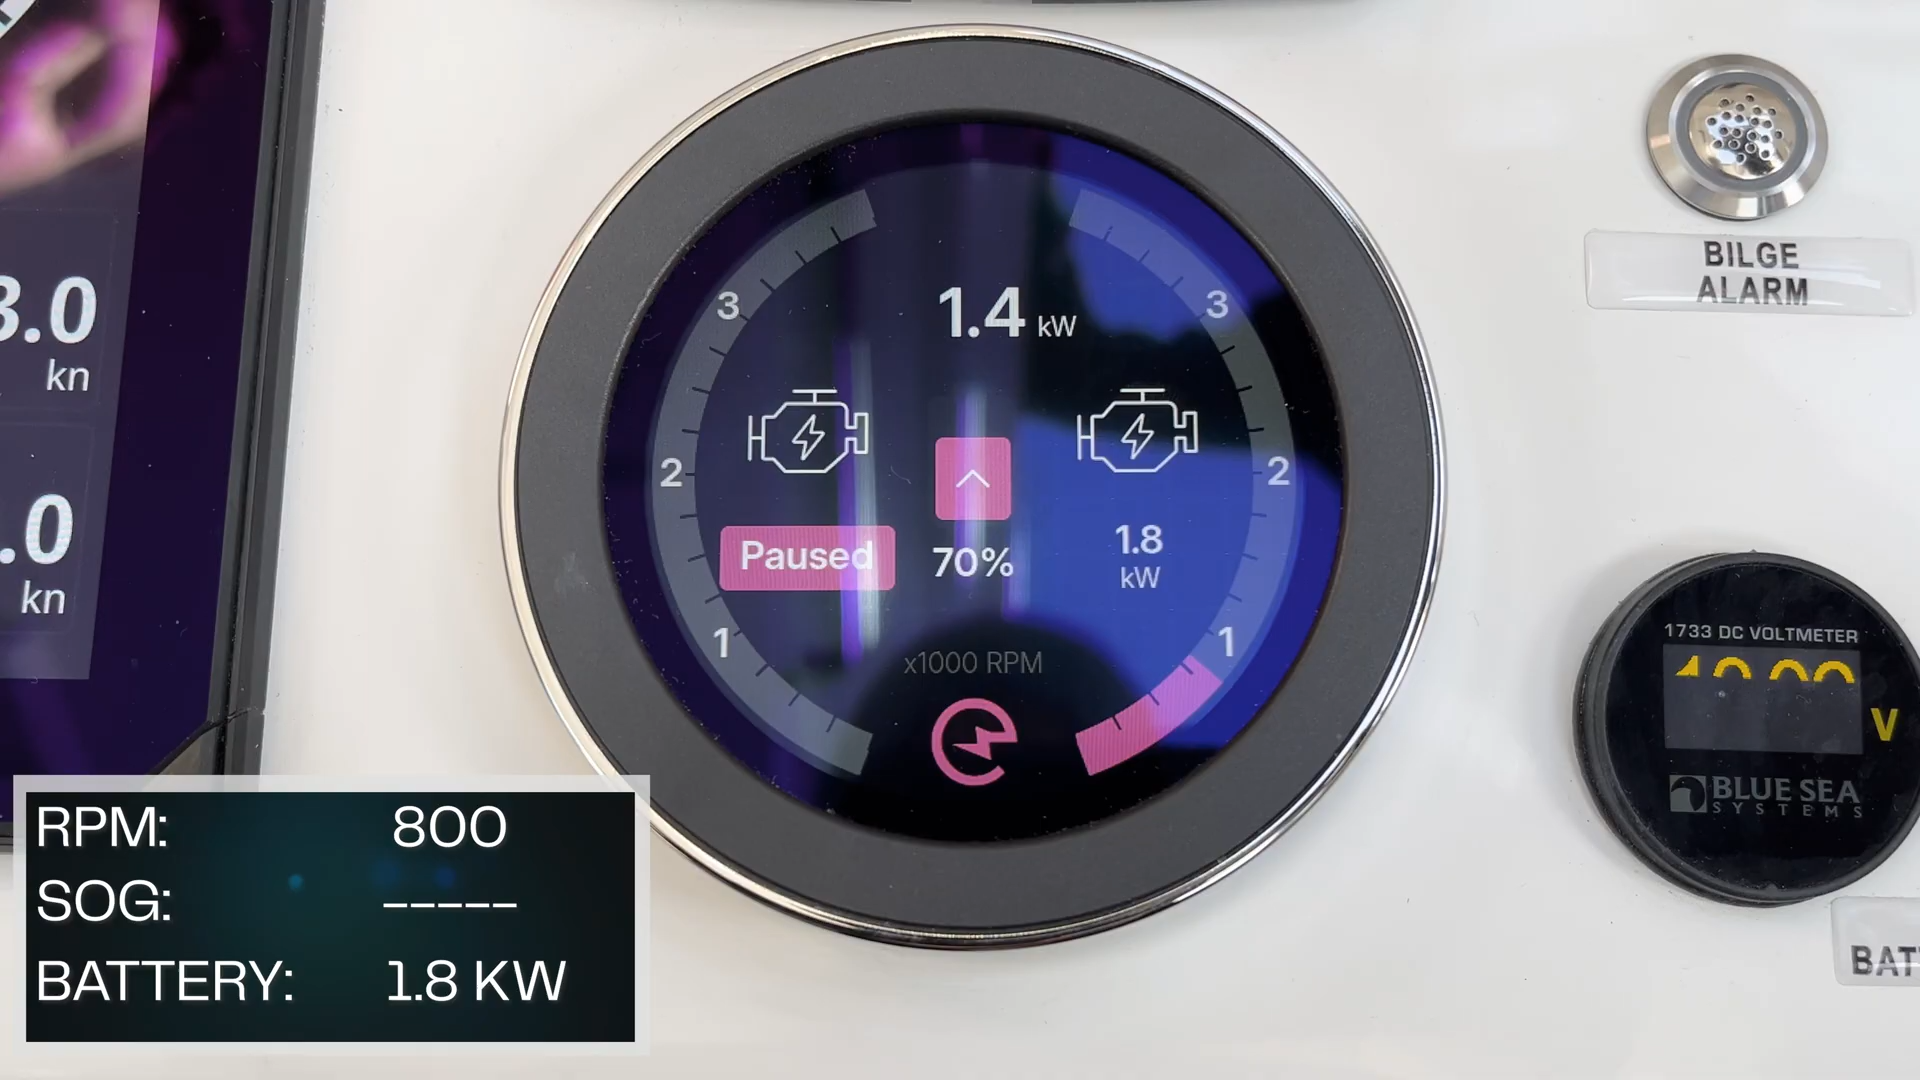 3.0
kn
.0
kn
3
3
1.4 kW
2
2
Paused
70%
1.8
kW
1
1
x1000 RPM
BILGE
ALARM
1733 DC VOLTMETER
V
BLUE SEA
SYSTEMS
BAT
RPM: 800
SOG: -----
BATTERY: 1.8 KW